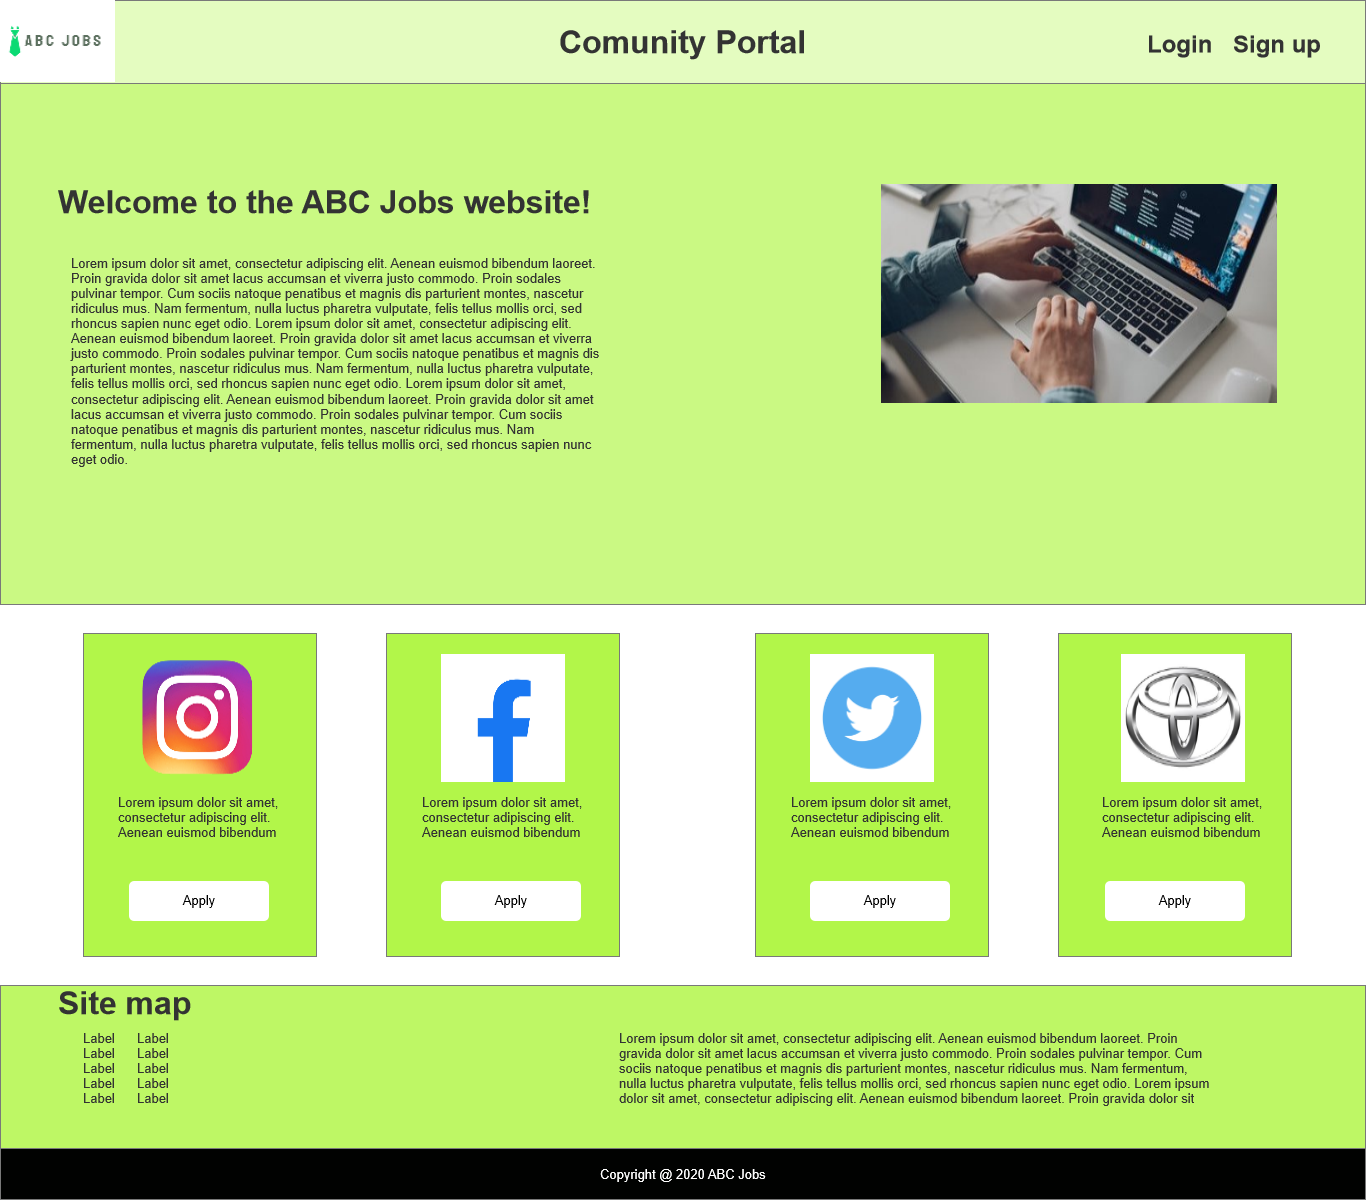 ABC JOBS
Comunity Portal
Login Sign up
Welcome to the ABC Jobs website!
Lorem ipsum dolor sit amet, consectetur adipiscing elit. Aenean euismod bibendum laoreet.
Proin gravida dolor sit amet lacus accumsan et viverra justo commodo. Proin sodales
pulvinar tempor. Cum sociis natoque penatibus et magnis dis parturient montes, nascetur
ridiculus mus. Nam fermentum, nulla luctus pharetra vulputate, felis tellus mollis orci, sed
rhoncus sapien nunc eget odio. Lorem ipsum dolor sit amet, consectetur adipiscing elit.
Aenean euismod bibendum laoreet. Proin gravida dolor sit amet lacus accumsan et viverra
justo commodo. Proin sodales pulvinar tempor. Cum sociis natoque penatibus et magnis dis
parturient montes, nascetur ridiculus mus. Nam fermentum, nulla luctus pharetra vulputate,
felis tellus mollis orci, sed rhoncus sapien nunc eget odio. Lorem ipsum dolor sit amet,
consectetur adipiscing elit. Aenean euismod bibendum laoreet. Proin gravida dolor sit amet
lacus accumsan et viverra justo commodo. Proin sodales pulvinar tempor. Cum sociis
natoque penatibus et magnis dis parturient montes, nascetur ridiculus mus. Nam
fermentum, nulla luctus pharetra vulputate, felis tellus mollis orci, sed rhoncus sapien nunc
eget odio.
Lorem ipsum dolor sit amet,
consectetur adipiscing elit.
Aenean euismod bibendum
Apply
Lorem ipsum dolor sit amet,
consectetur adipiscing elit.
Aenean euismod bibendum
Apply
Lorem ipsum dolor sit amet,
consectetur adipiscing elit.
Aenean euismod bibendum
Apply
Lorem ipsum dolor sit amet,
consectetur adipiscing elit.
Aenean euismod bibendum
Apply
Site map
Label Label
Label Label
Label Label
Label Label
Label Label
Lorem ipsum dolor sit amet, consectetur adipiscing elit. Aenean euismod bibendum laoreet. Proin
gravida dolor sit amet lacus accumsan et viverra justo commodo. Proin sodales pulvinar tempor. Cum
sociis natoque penatibus et magnis dis parturient montes, nascetur ridiculus mus. Nam fermentum,
nulla luctus pharetra vulputate, felis tellus mollis orci, sed rhoncus sapien nunc eget odio. Lorem ipsum
dolor sit amet, consectetur adipiscing elit. Aenean euismod bibendum laoreet. Proin gravida dolor sit
Copyright @ 2020 ABC Jobs